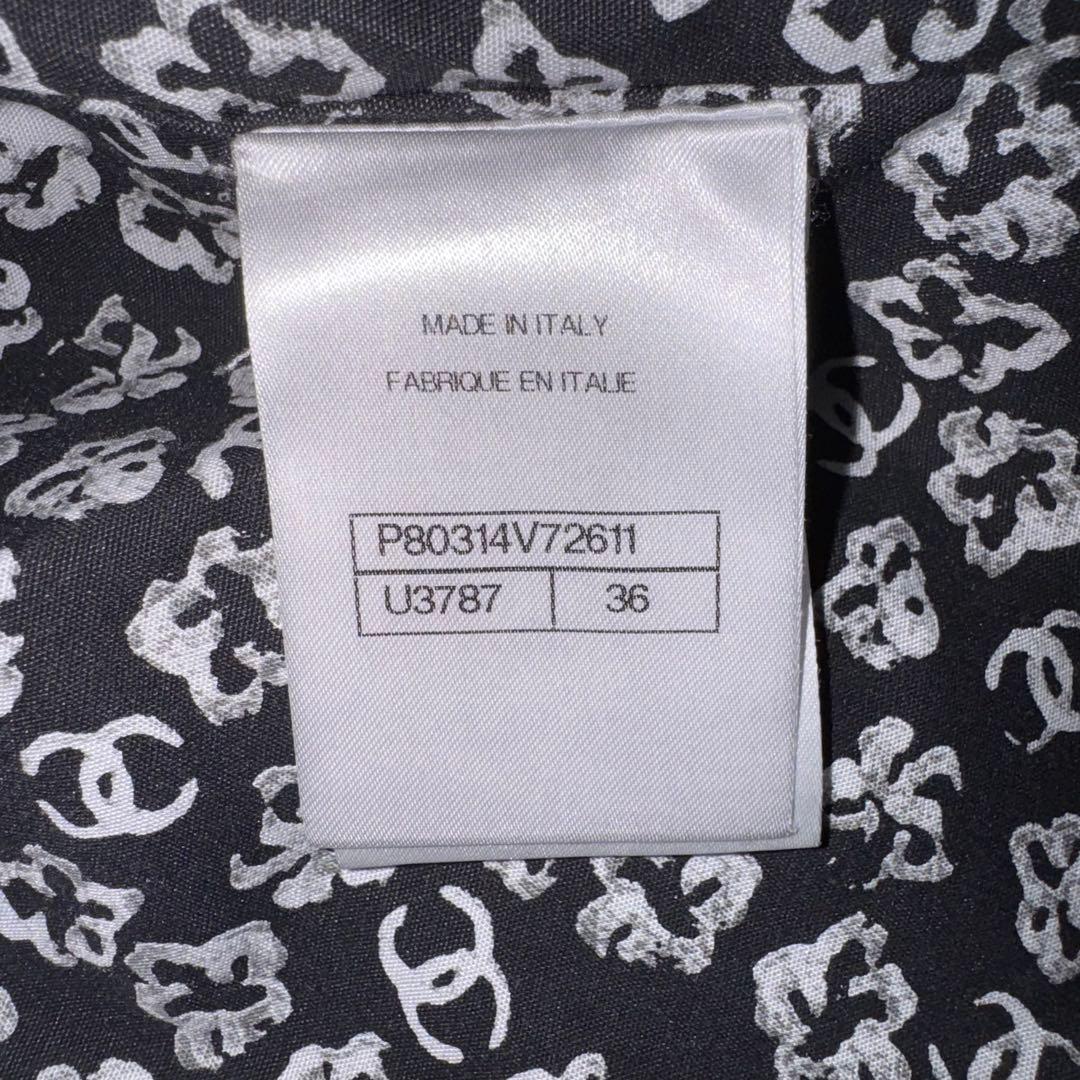 MADE IN ITALY
FABRIQUE EN ITALIE
P80314V72611
U3787 36